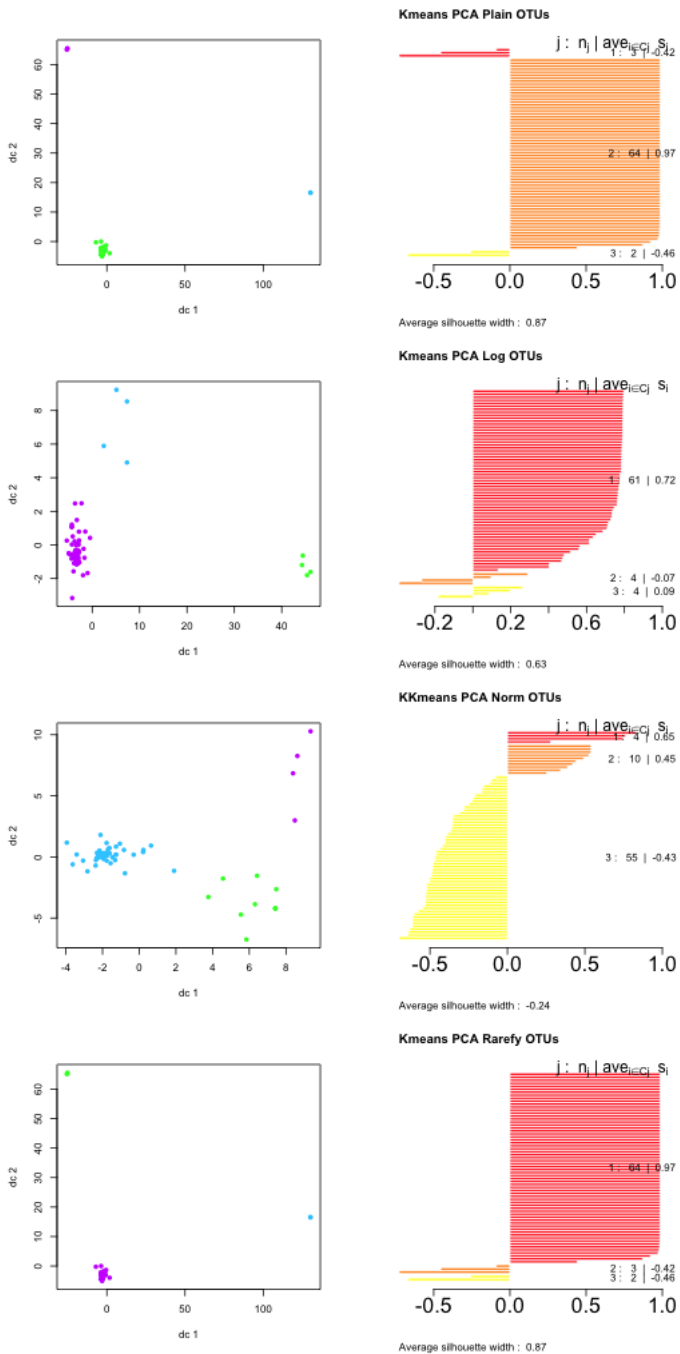 Kmeans PCA Plain OTUs
j : nj | avei∈Cj si
1 : 3 | -0.42
2 : 64 | 0.97
3 : 2 | -0.46
-0.5 0.0 0.5 1.0
Average silhouette width : 0.87
dc 2
0 10 20 30 40 50 60
0 50 100
dc 1
Kmeans PCA Log OTUs
j : nj | avei∈Cj si
1 : 61 | 0.72
2 : 4 | -0.07
3 : 4 | 0.09
-0.2 0.2 0.6 1.0
Average silhouette width : 0.63
dc 2
-2 0 2 4 6 8
0 10 20 30 40
dc 1
KKmeans PCA Norm OTUs
j : nj | avei∈Cj si
1 : 4 | 0.65
2 : 10 | 0.45
3 : 55 | -0.43
-0.5 0.0 0.5 1.0
Average silhouette width : -0.24
dc 2
-5 0 5 10
-4 -2 0 2 4 6 8
dc 1
Kmeans PCA Rarefy OTUs
j : nj | avei∈Cj si
1 : 64 | 0.97
2 : 3 | -0.42
3 : 2 | -0.46
-0.5 0.0 0.5 1.0
Average silhouette width : 0.87
dc 2
0 10 20 30 40 50 60
0 50 100
dc 1